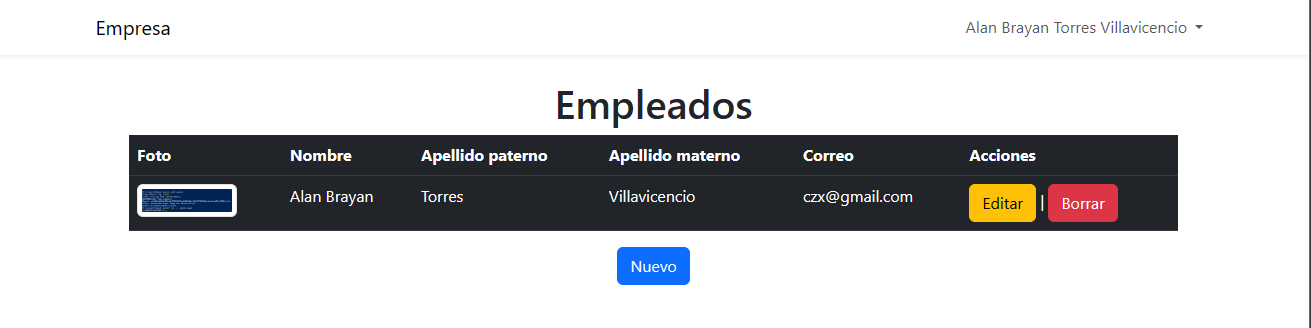 Empresa
Alan Brayan Torres Villavicencio
Empleados
Foto Nombre Apellido paterno Apellido materno Correo Acciones
Alan Brayan Torres Villavicencio czx@gmail.com Editar | Borrar
Nuevo